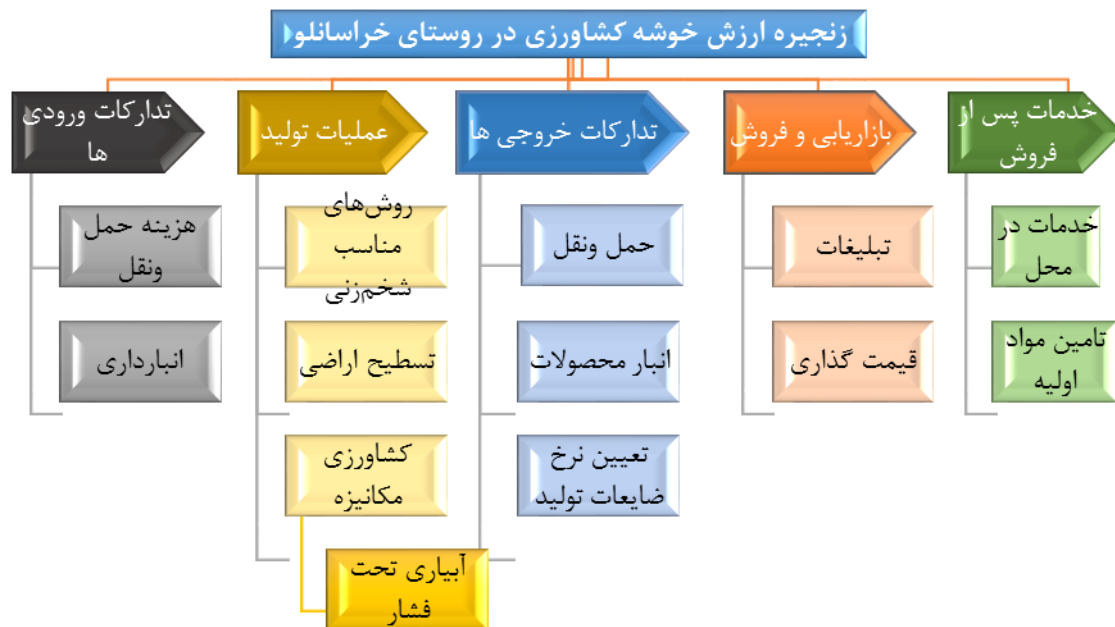 زنجیره ارزش خوشه کشاورزی در روستای خراسانلو
تدارکات ورودی
ها
هزینه حمل
ونقل
انبارداری
عملیات تولید
روش‌های
مناسب
شخم‌زنی
تسطیح اراضی
کشاورزی
مکانیزه
آبیاری تحت
فشار
تدارکات خروجی ها
حمل ونقل
انبار محصولات
تعیین نرخ
ضایعات تولید
بازاریابی و فروش
تبلیغات
قیمت گذاری
خدمات پس از
فروش
خدمات در
محل
تامین مواد
اولیه